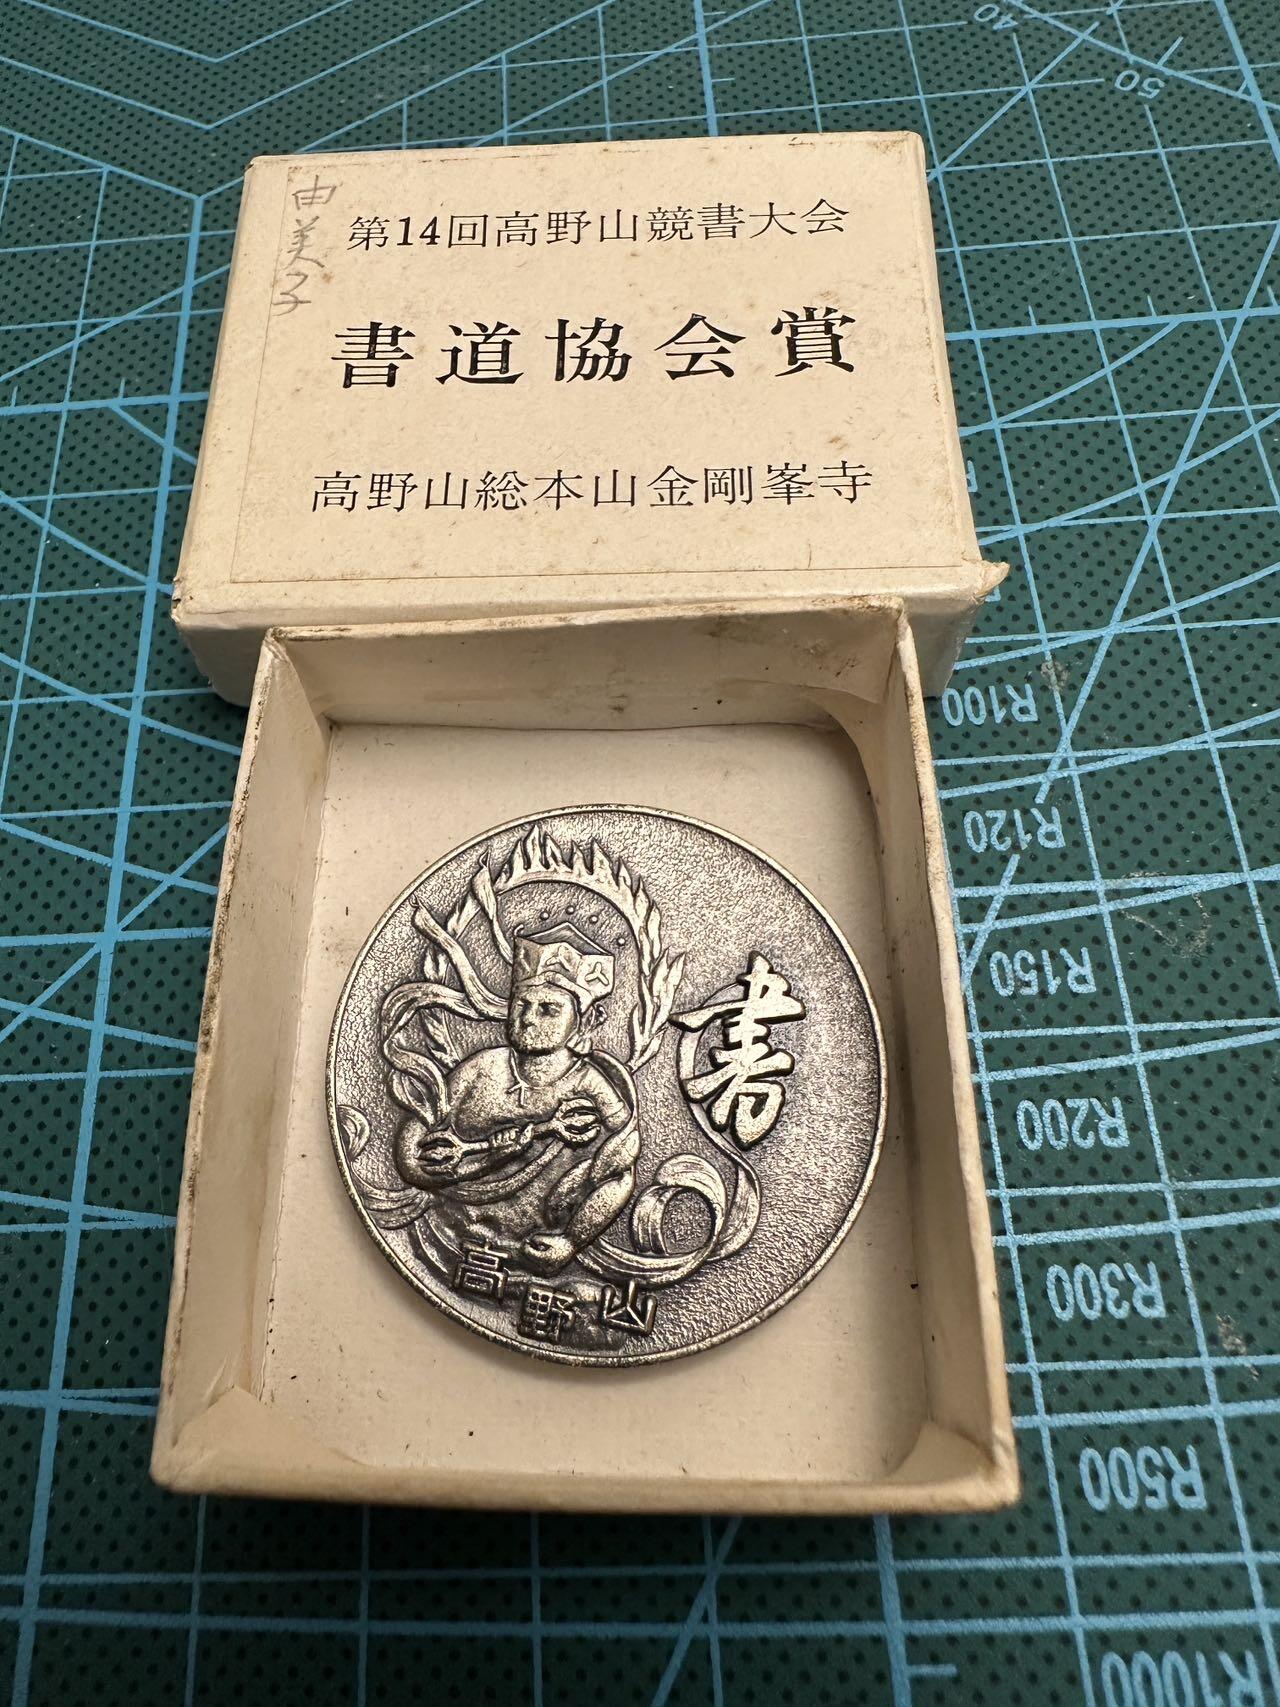 由美子
第14回高野山競書大会
書道協会賞
高野山総本山金剛峯寺
書
高野山
40
50
R100
R120
R150
R200
R300
R500
R1000